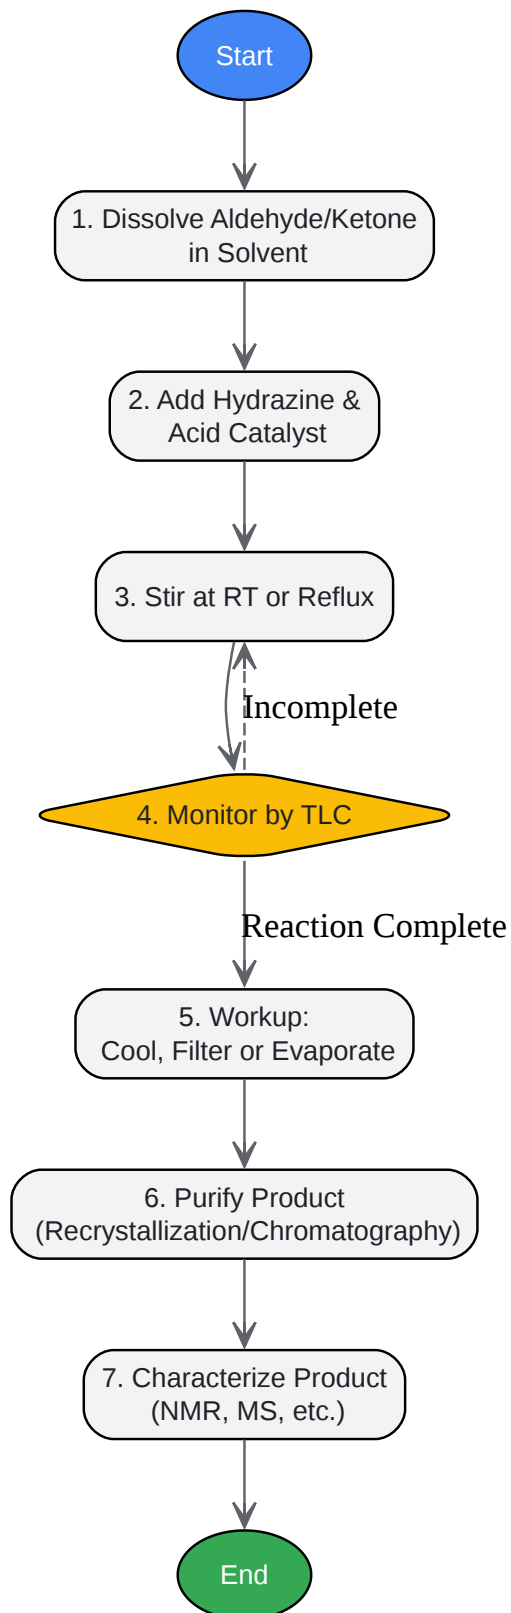 Start
1. Dissolve Aldehyde/Ketone
in Solvent
2. Add Hydrazine &
Acid Catalyst
3. Stir at RT or Reflux
Incomplete
4. Monitor by TLC
Reaction Complete
5. Workup:
Cool, Filter or Evaporate
6. Purify Product
(Recrystallization/Chromatography)
7. Characterize Product
(NMR, MS, etc.)
End